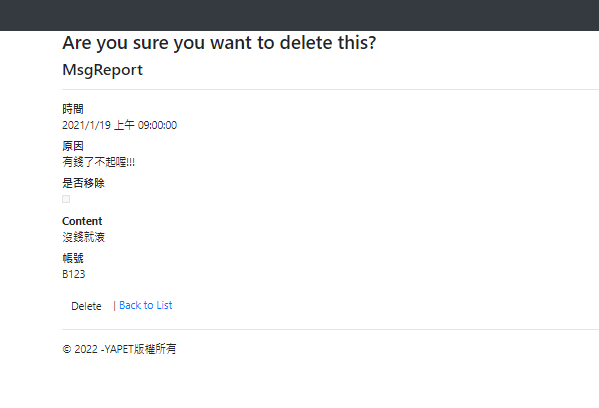 Are you sure you want to delete this?
MsgReport
時間
2021/1/19 上午 09:00:00
原因
有錢了不起喔!!!
是否移除
Content
沒錢就滾
帳號
B123
Delete | Back to List
© 2022 -YAPET版權所有